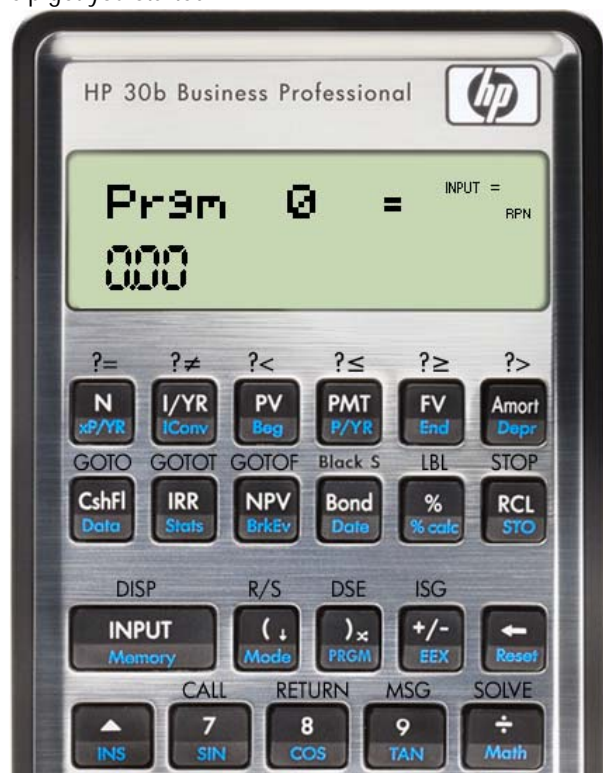 HP 30b Business Professional
hp
INPUT =
Prgm 0 =
RPN
0.00
?= ?≠ ?< ?≤ ?≥ ?>
N I/YR PV PMT FV Amort
xP/YR IConv Beg P/YR End Depr
GOTO GOTOT GOTOF Black S LBL STOP
CshFl IRR NPV Bond % RCL
Data Stats BrkEv Date % calc STO
DISP R/S DSE ISG
INPUT ( ↓ )x +/- ←
Memory Mode PRGM EEX Reset
CALL RETURN MSG SOLVE
▲ 7 8 9 ÷
INS SIN COS TAN Math